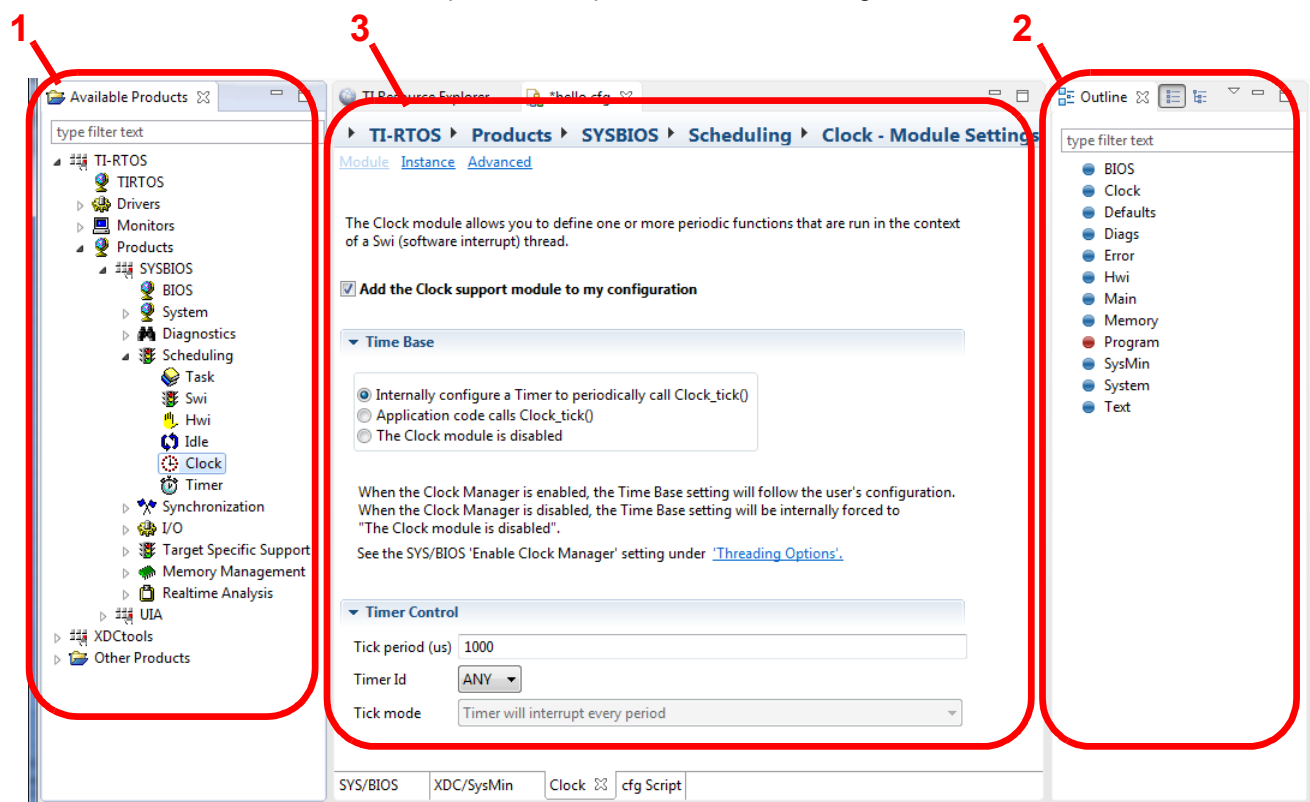 1
3
2
Available Products
type filter text
TI-RTOS
TIRTOS
Drivers
Monitors
Products
SYSBIOS
BIOS
System
Diagnostics
Scheduling
Task
Swi
Hwi
Idle
Clock
Timer
Synchronization
I/O
Target Specific Support
Memory Management
Realtime Analysis
UIA
XDCtools
Other Products
TI Resource Explorer
*hello.cfg
TI-RTOS Products SYSBIOS Scheduling Clock - Module Settings
Module Instance Advanced
The Clock module allows you to define one or more periodic functions that are run in the context
of a Swi (software interrupt) thread.
Add the Clock support module to my configuration
Time Base
Internally configure a Timer to periodically call Clock_tick()
Application code calls Clock_tick()
The Clock module is disabled
When the Clock Manager is enabled, the Time Base setting will follow the user's configuration.
When the Clock Manager is disabled, the Time Base setting will be internally forced to
"The Clock module is disabled".
See the SYS/BIOS 'Enable Clock Manager' setting under 'Threading Options'.
Timer Control
Tick period (us) 1000
Timer Id ANY
Tick mode Timer will interrupt every period
SYS/BIOS XDC/SysMin Clock cfg Script
Outline
type filter text
BIOS
Clock
Defaults
Diags
Error
Hwi
Main
Memory
Program
SysMin
System
Text